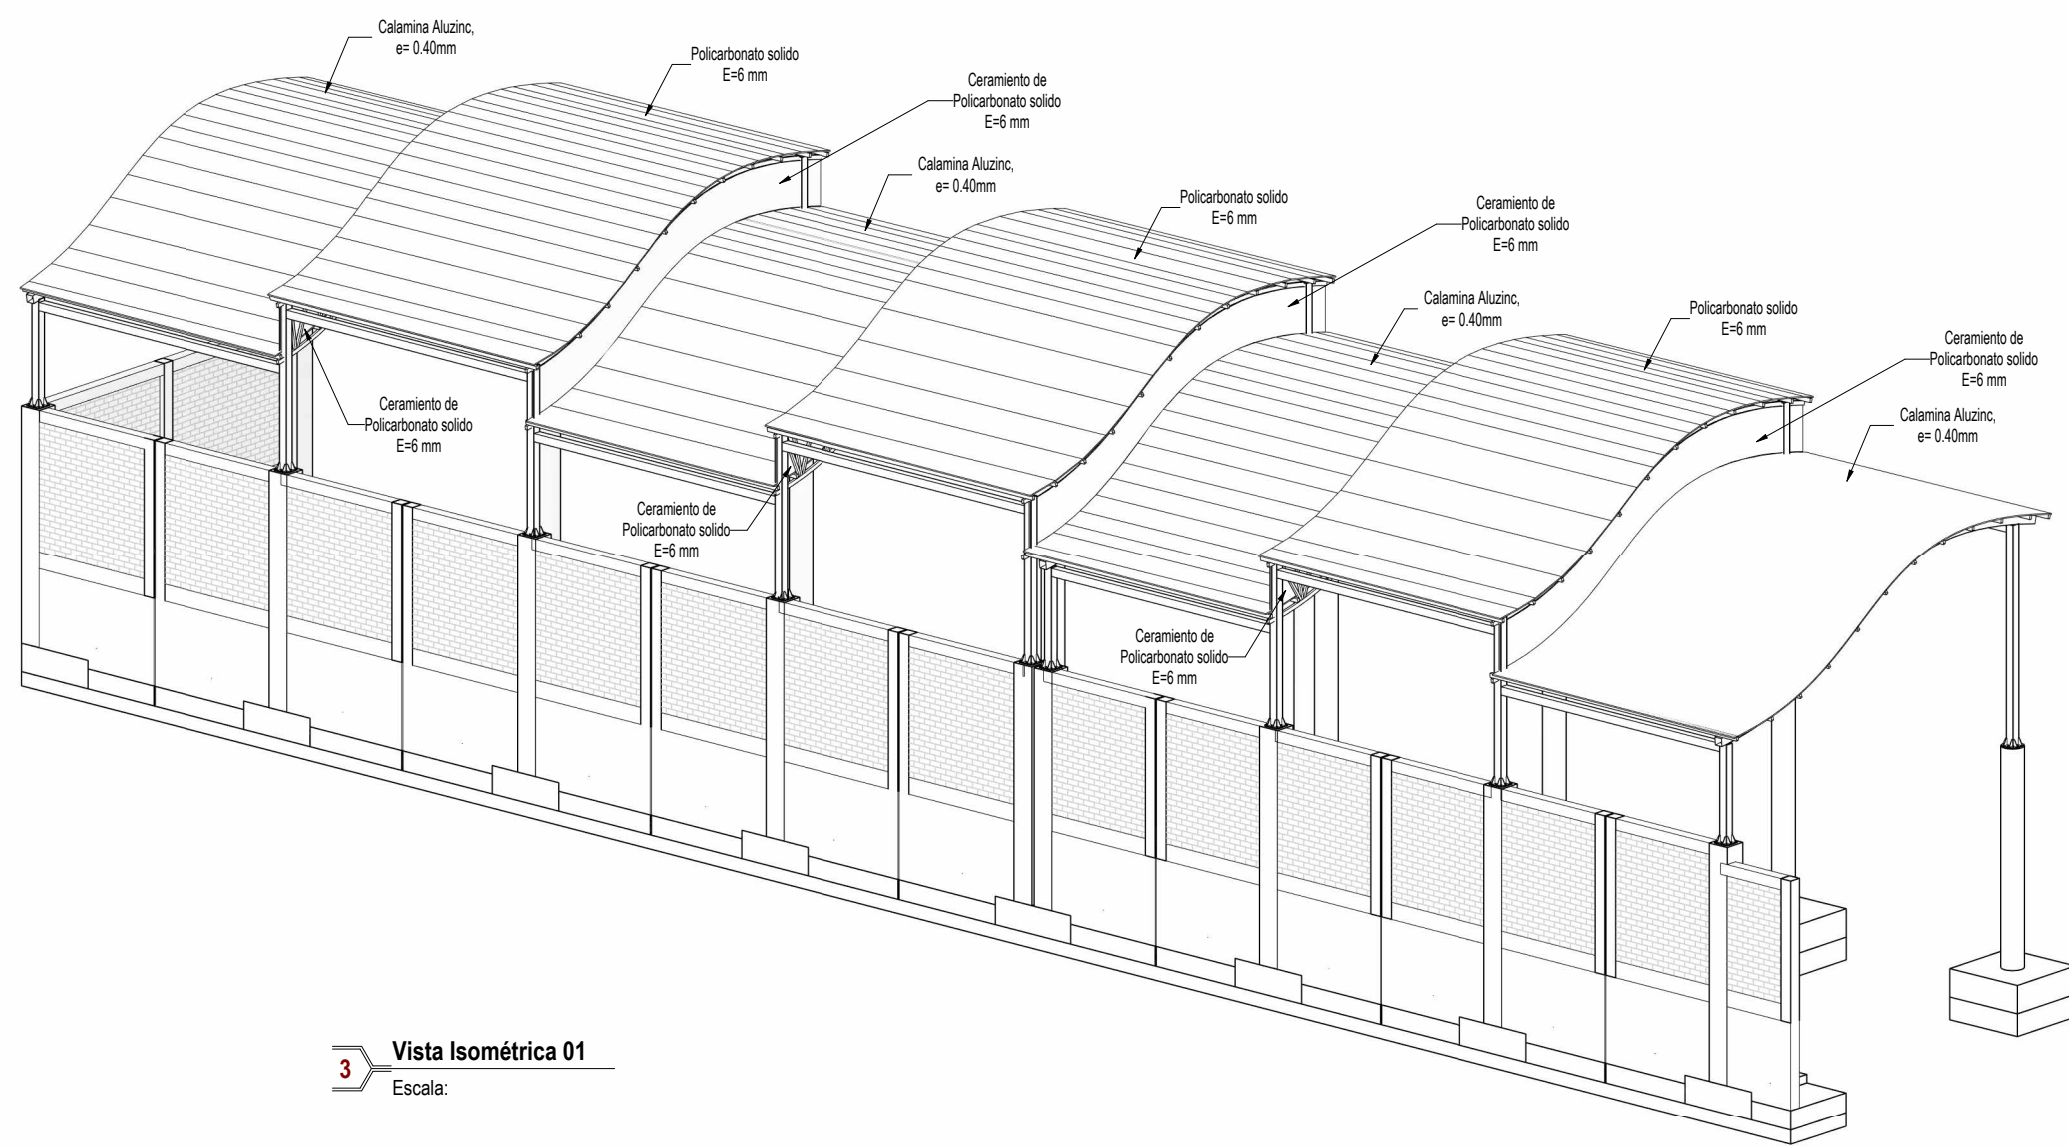 Calamina Aluzinc,
e= 0.40mm
Policarbonato solido
E=6 mm
Ceramiento de
Policarbonato solido
E=6 mm
Calamina Aluzinc,
e= 0.40mm
Policarbonato solido
E=6 mm
Ceramiento de
Policarbonato solido
E=6 mm
Calamina Aluzinc,
e= 0.40mm
Policarbonato solido
E=6 mm
Ceramiento de
Policarbonato solido
E=6 mm
Calamina Aluzinc,
e= 0.40mm
Ceramiento de
Policarbonato solido
E=6 mm
Ceramiento de
Policarbonato solido
E=6 mm
Ceramiento de
Policarbonato solido
E=6 mm
3
Vista Isométrica 01
Escala: